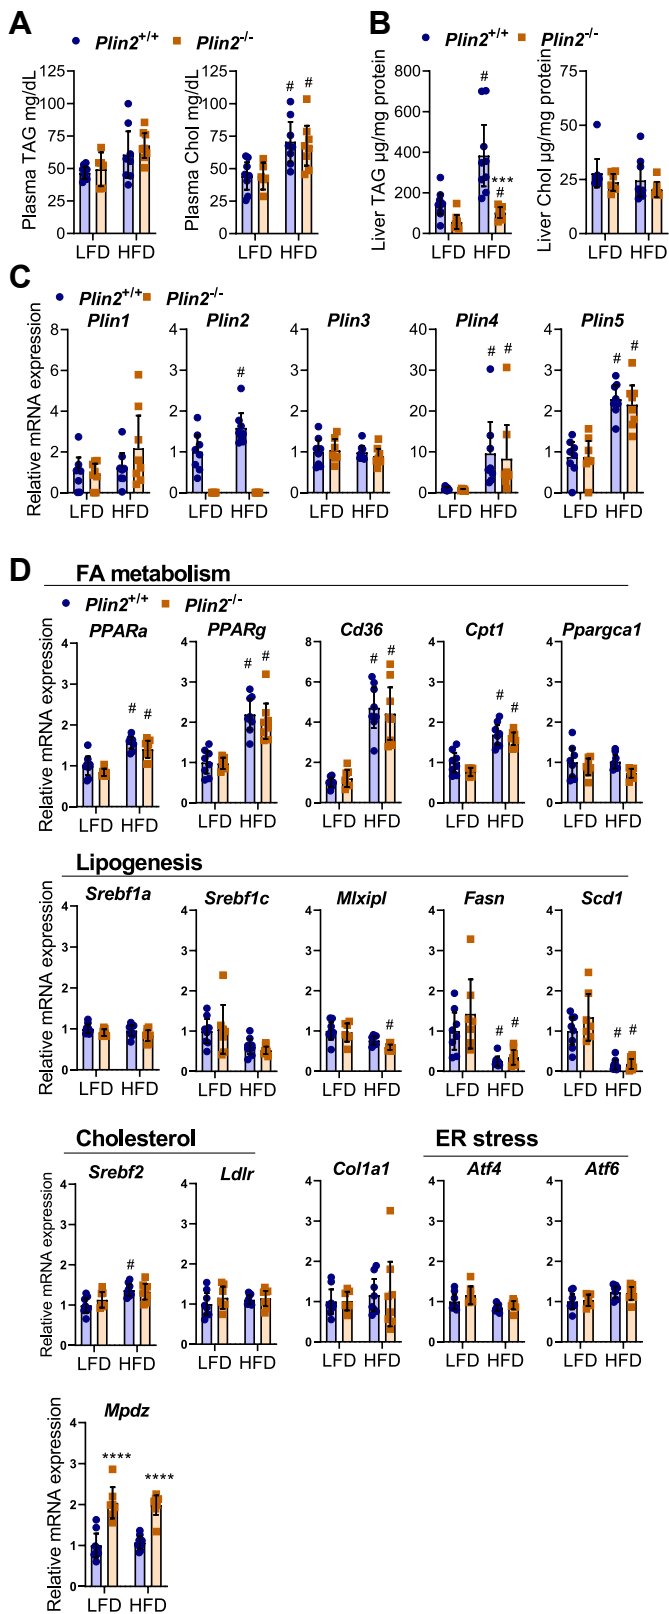 A
B
Plin2+/+ Plin2-/-
Plin2+/+ Plin2-/-
Plasma TAG mg/dL
125
100
75
50
25
0
LFD HFD
Plasma Chol mg/dL
125
100
75
50
25
0
# #
LFD HFD
Liver TAG µg/mg protein
800
600
400
200
0
#
***
#
LFD HFD
Liver Chol µg/mg protein
75
50
25
0
LFD HFD
C
Plin2+/+ Plin2-/-
Relative mRNA expression
Plin1
8
6
4
2
0
LFD HFD
Plin2
4
3
2
1
0
#
LFD HFD
Plin3
4
3
2
1
0
LFD HFD
Plin4
40
30
20
10
0
# #
LFD HFD
Plin5
4
3
2
1
0
# #
LFD HFD
D
FA metabolism
Plin2+/+ Plin2-/-
Relative mRNA expression
PPARa
4
3
2
1
0
# #
LFD HFD
PPARg
4
3
2
1
0
# #
LFD HFD
Cd36
8
6
4
2
0
# #
LFD HFD
Cpt1
4
3
2
1
0
# #
LFD HFD
Ppargca1
4
3
2
1
0
LFD HFD
Lipogenesis
Relative mRNA expression
Srebf1a
4
3
2
1
0
LFD HFD
Srebf1c
4
3
2
1
0
LFD HFD
Mlxipl
4
3
2
1
0
#
LFD HFD
Fasn
4
3
2
1
0
# #
LFD HFD
Scd1
4
3
2
1
0
# #
LFD HFD
Cholesterol
ER stress
Relative mRNA expression
Srebf2
4
3
2
1
0
#
LFD HFD
Ldlr
4
3
2
1
0
LFD HFD
Col1a1
4
3
2
1
0
LFD HFD
Atf4
4
3
2
1
0
LFD HFD
Atf6
4
3
2
1
0
LFD HFD
Relative mRNA expression
Mpdz
4
3
2
1
0
****
****
LFD HFD